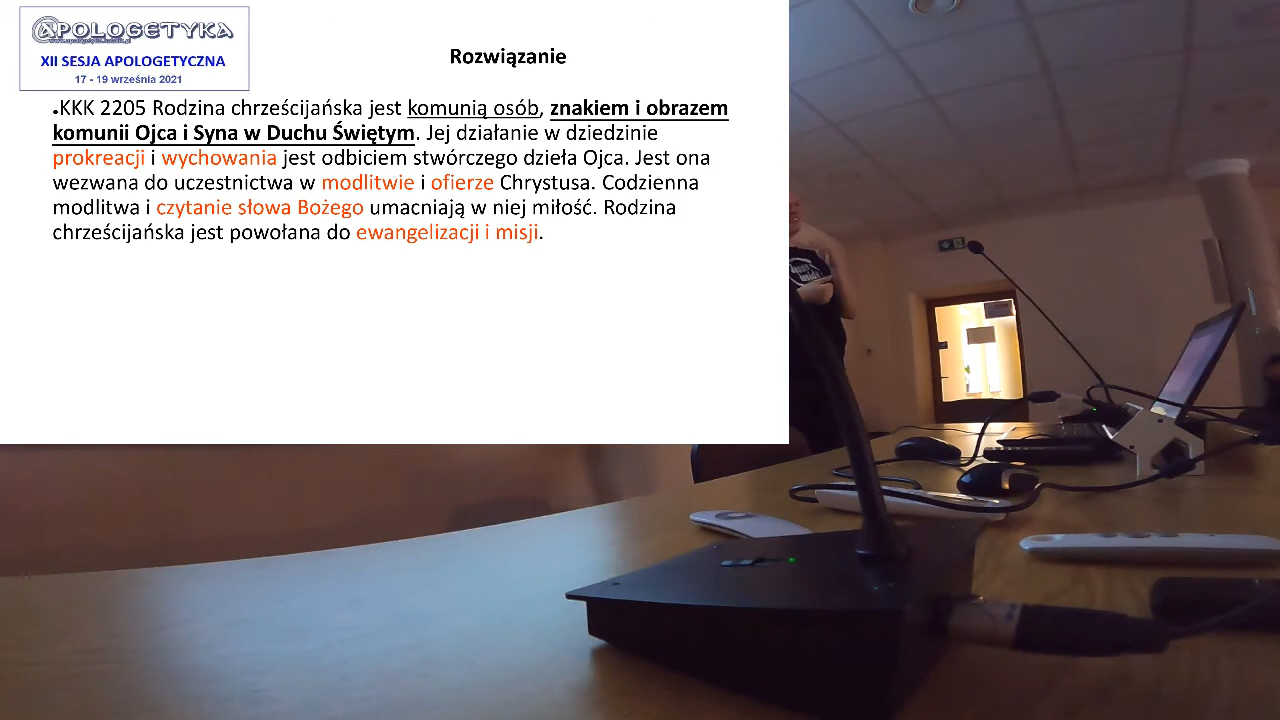 APOLOGETYKA
XII SESJA APOLOGETYCZNA
17 - 19 września 2021
Rozwiązanie
•KKK 2205 Rodzina chrześcijańska jest komunią osób, znakiem i obrazem
komunii Ojca i Syna w Duchu Świętym. Jej działanie w dziedzinie
prokreacji i wychowania jest odbiciem stwórczego dzieła Ojca. Jest ona
wezwana do uczestnictwa w modlitwie i ofierze Chrystusa. Codzienna
modlitwa i czytanie słowa Bożego umacniają w niej miłość. Rodzina
chrześcijańska jest powołana do ewangelizacji i misji.